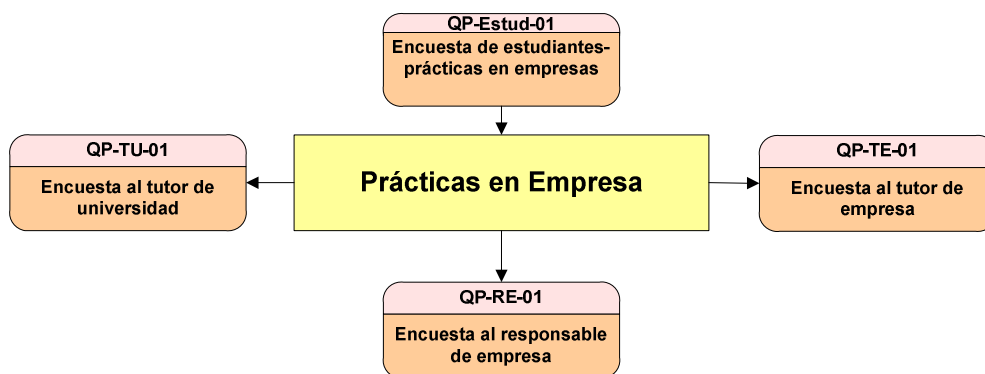 QP-Estud-01
Encuesta de estudiantes-
prácticas en empresas
QP-TU-01
Encuesta al tutor de
universidad
Prácticas en Empresa
QP-TE-01
Encuesta al tutor de
empresa
QP-RE-01
Encuesta al responsable
de empresa